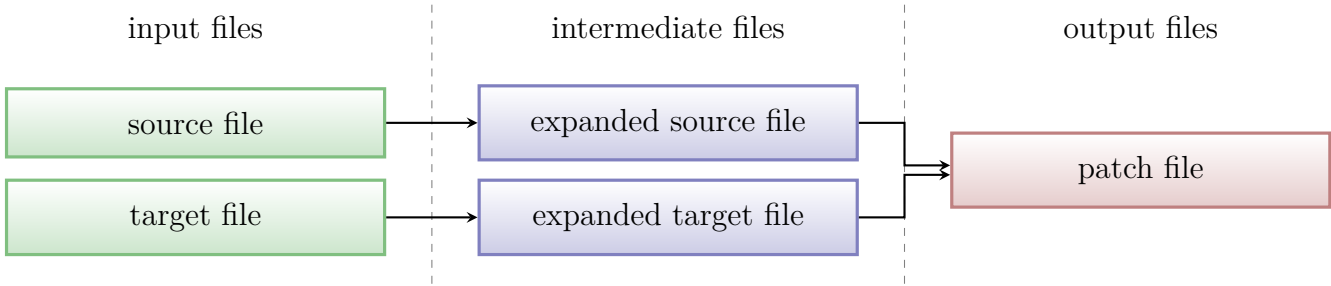 input files
intermediate files
output files
source file
expanded source file
target file
expanded target file
patch file